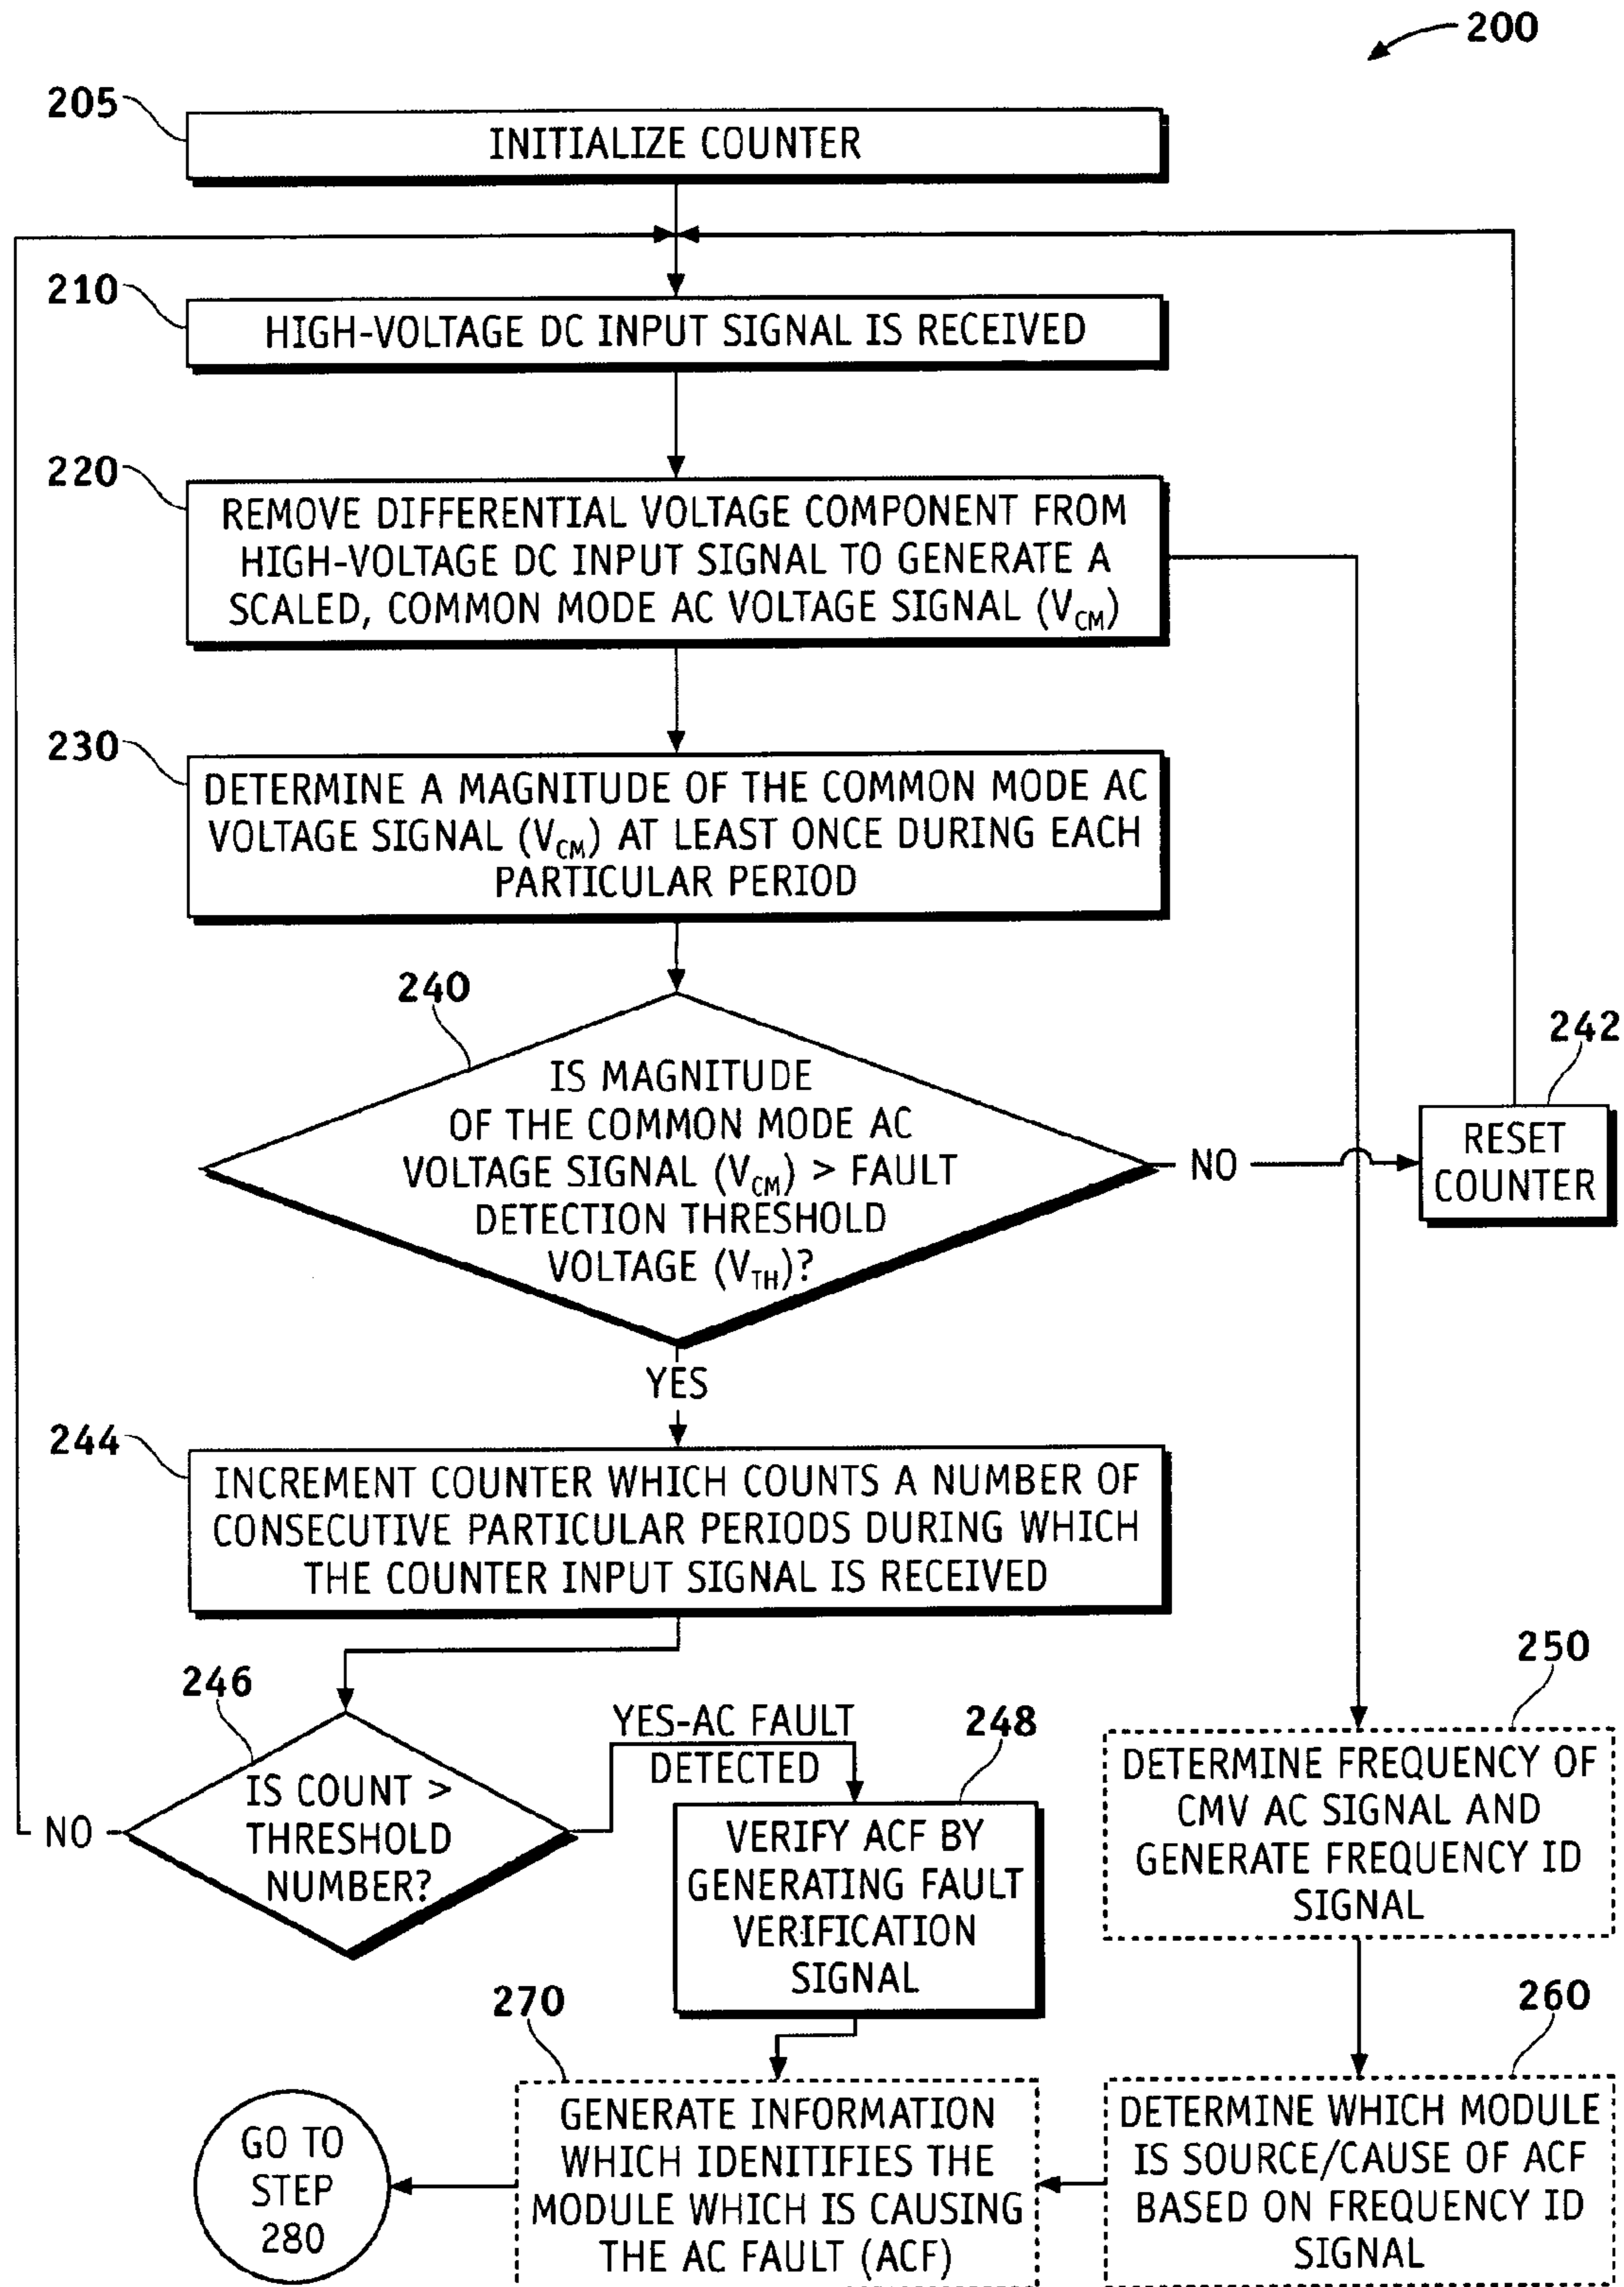 200
205
INITIALIZE COUNTER
210
HIGH-VOLTAGE DC INPUT SIGNAL IS RECEIVED
220
REMOVE DIFFERENTIAL VOLTAGE COMPONENT FROM
HIGH-VOLTAGE DC INPUT SIGNAL TO GENERATE A
SCALED, COMMON MODE AC VOLTAGE SIGNAL (VCM)
230
DETERMINE A MAGNITUDE OF THE COMMON MODE AC
VOLTAGE SIGNAL (VCM) AT LEAST ONCE DURING EACH
PARTICULAR PERIOD
240
IS MAGNITUDE
OF THE COMMON MODE AC
VOLTAGE SIGNAL (VCM) > FAULT
DETECTION THRESHOLD
VOLTAGE (VTH)?
NO
242
RESET
COUNTER
YES
244
INCREMENT COUNTER WHICH COUNTS A NUMBER OF
CONSECUTIVE PARTICULAR PERIODS DURING WHICH
THE COUNTER INPUT SIGNAL IS RECEIVED
246
IS COUNT >
THRESHOLD
NUMBER?
NO
YES-AC FAULT
DETECTED
248
VERIFY ACF BY
GENERATING FAULT
VERIFICATION
SIGNAL
250
DETERMINE FREQUENCY OF
CMV AC SIGNAL AND
GENERATE FREQUENCY ID
SIGNAL
260
DETERMINE WHICH MODULE
IS SOURCE/CAUSE OF ACF
BASED ON FREQUENCY ID
SIGNAL
270
GENERATE INFORMATION
WHICH IDENITIFIES THE
MODULE WHICH IS CAUSING
THE AC FAULT (ACF)
GO TO
STEP
280